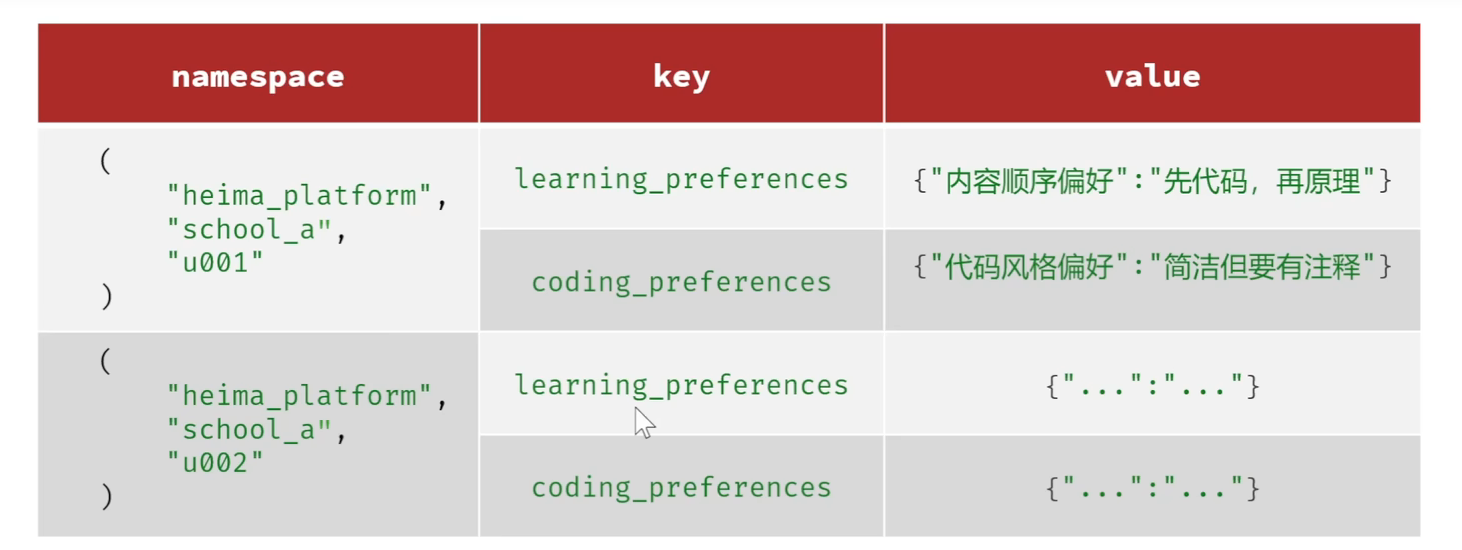 namespace key value
(
"heima_platform",
"school_a",
"u001"
)
learning_preferences
{"内容顺序偏好":"先代码，再原理"}
coding_preferences
{"代码风格偏好":"简洁但要有注释"}
(
"heima_platform",
"school_a",
"u002"
)
learning_preferences
{"...":"..."}
coding_preferences
{"...":"..."}